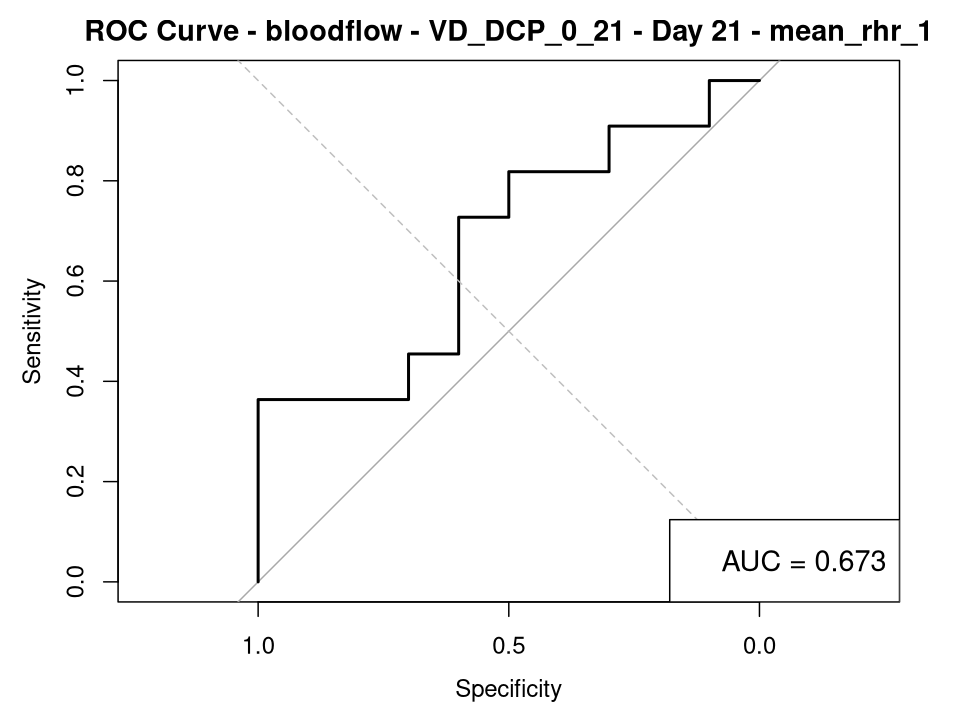 ROC Curve - bloodflow - VD_DCP_0_21 - Day 21 - mean_rhr_1
1.0
0.8
0.6
0.4
0.2
0.0
Sensitivity
AUC = 0.673
1.0 0.5 0.0
Specificity